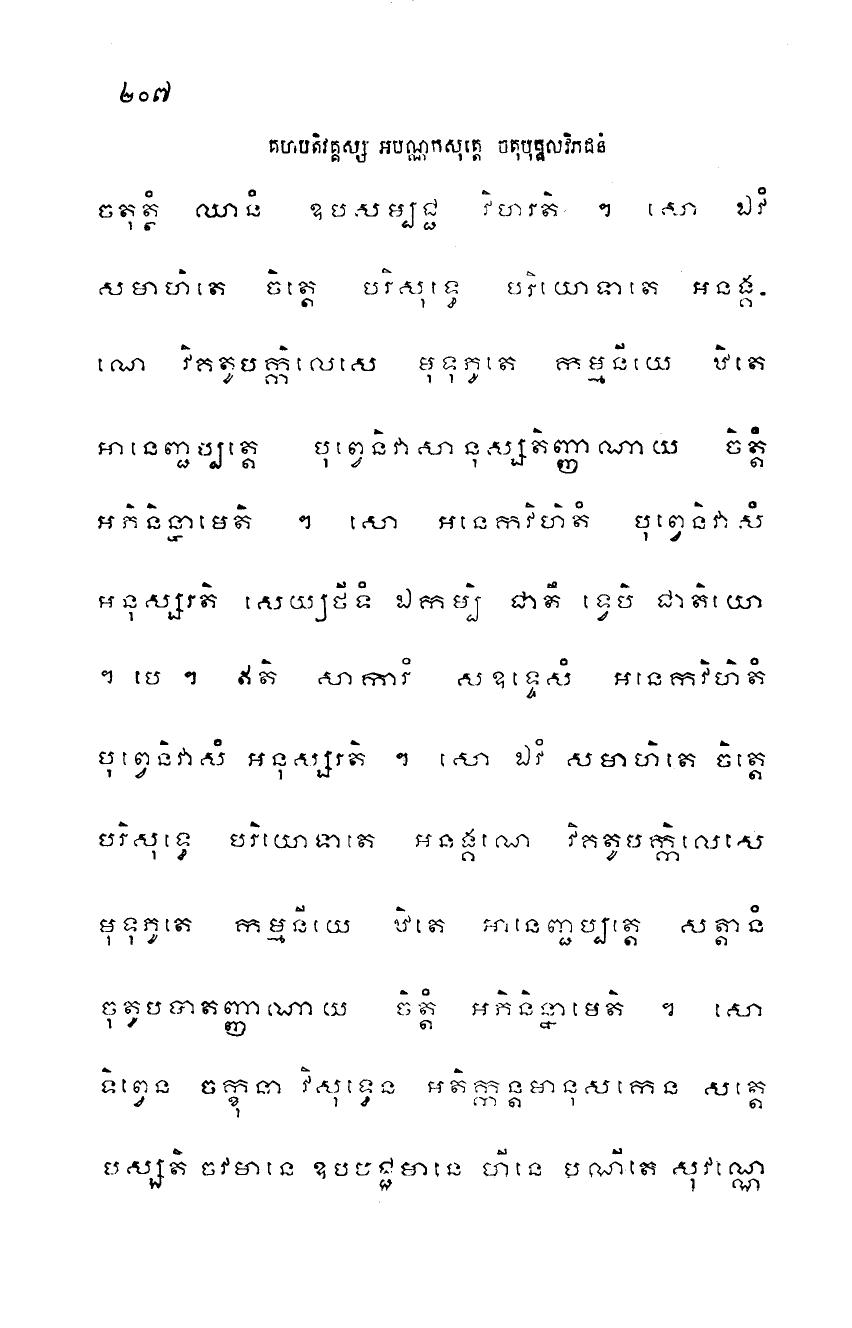 ២០៧
គហបតិវគ្គស្ស អបណ្ណកសុត្តេ ចតុបុគ្គលវិភជនំ
ចតុត្ថំ ឈានំ ឧបសម្បជ្ជ វិហរតិ ។ សោ ឯវំ
សមាហិតេ ចិត្តេ បរិសុទ្ធេ បរិយោទាតេ អនង្គ-
ណេ វិគតូបក្កិលេសេ មុទុភូតេ កម្មនីយេ ឋិតេ
អានេញ្ជប្បត្តេ បុព្វេនិវាសានុស្សតិញ្ញាណាយ ចិត្តំ
អភិនិន្នាមេតិ ។ សោ អនេកវិហិតំ បុព្វេនិវាសំ
អនុស្សរតិ សេយ្យថីទំ ឯកម្បិ ជាតឹ ទ្វេបិ ជាតិយោ
។ បេ ។ ឥតិ សាការំ សឧទ្ទេសំ អនេកវិហិតំ
បុព្វេនិវាសំ អនុស្សរតិ ។ សោ ឯវំ សមាហិតេ ចិត្តេ
បរិសុទ្ធេ បរិយោទាតេ អនង្គណេ វិគតូបក្កិលេសេ
មុទុភូតេ កម្មនីយេ ឋិតេ អានេញ្ជប្បត្តេ សត្តានំ
ចុតូបបាតញ្ញាណាយ ចិត្តំ អភិនិន្នាមេតិ ។ សោ
ទិព្វេន ចក្ខុនា វិសុទ្ធេន អតិក្កន្តមានុសកេន សត្តេ
បស្សតិ ចវមានេ ឧបបជ្ជមានេ ហីនេ បណីតេ សុវណ្ណេ